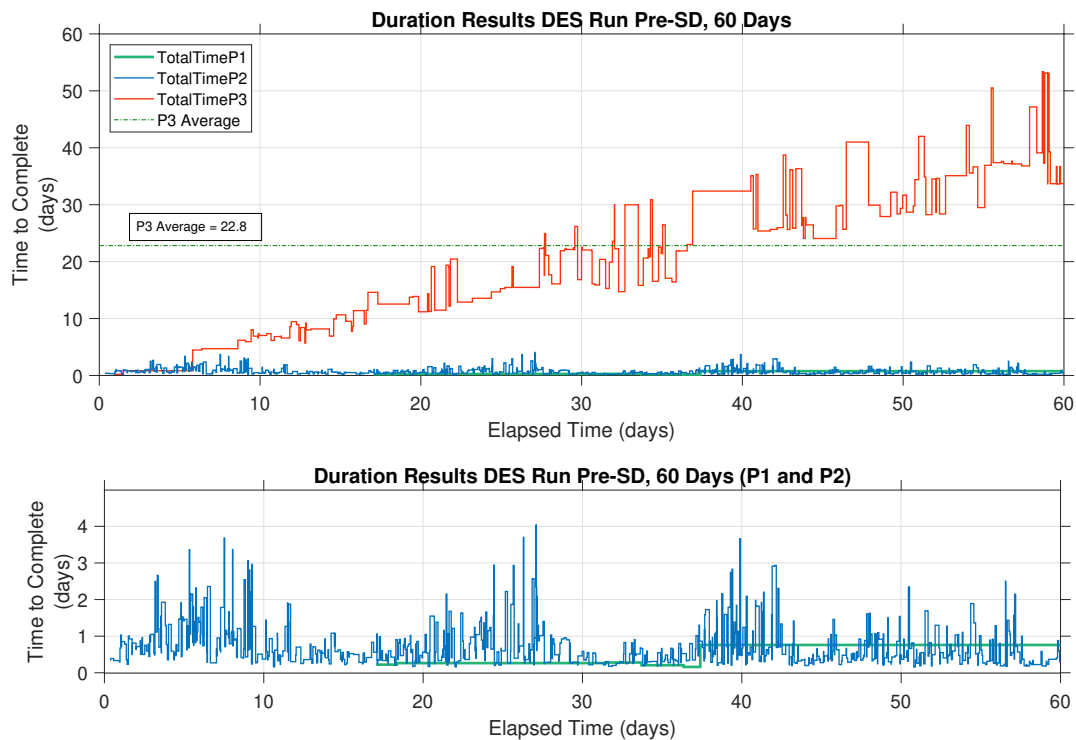 Duration Results DES Run Pre-SD, 60 Days
60
50
40
30
20
10
0
Time to Complete
(days)
TotalTimeP1
TotalTimeP2
TotalTimeP3
P3 Average
P3 Average = 22.8
0 10 20 30 40 50 60
Elapsed Time (days)
Duration Results DES Run Pre-SD, 60 Days (P1 and P2)
4
3
2
1
0
Time to Complete
(days)
0 10 20 30 40 50 60
Elapsed Time (days)